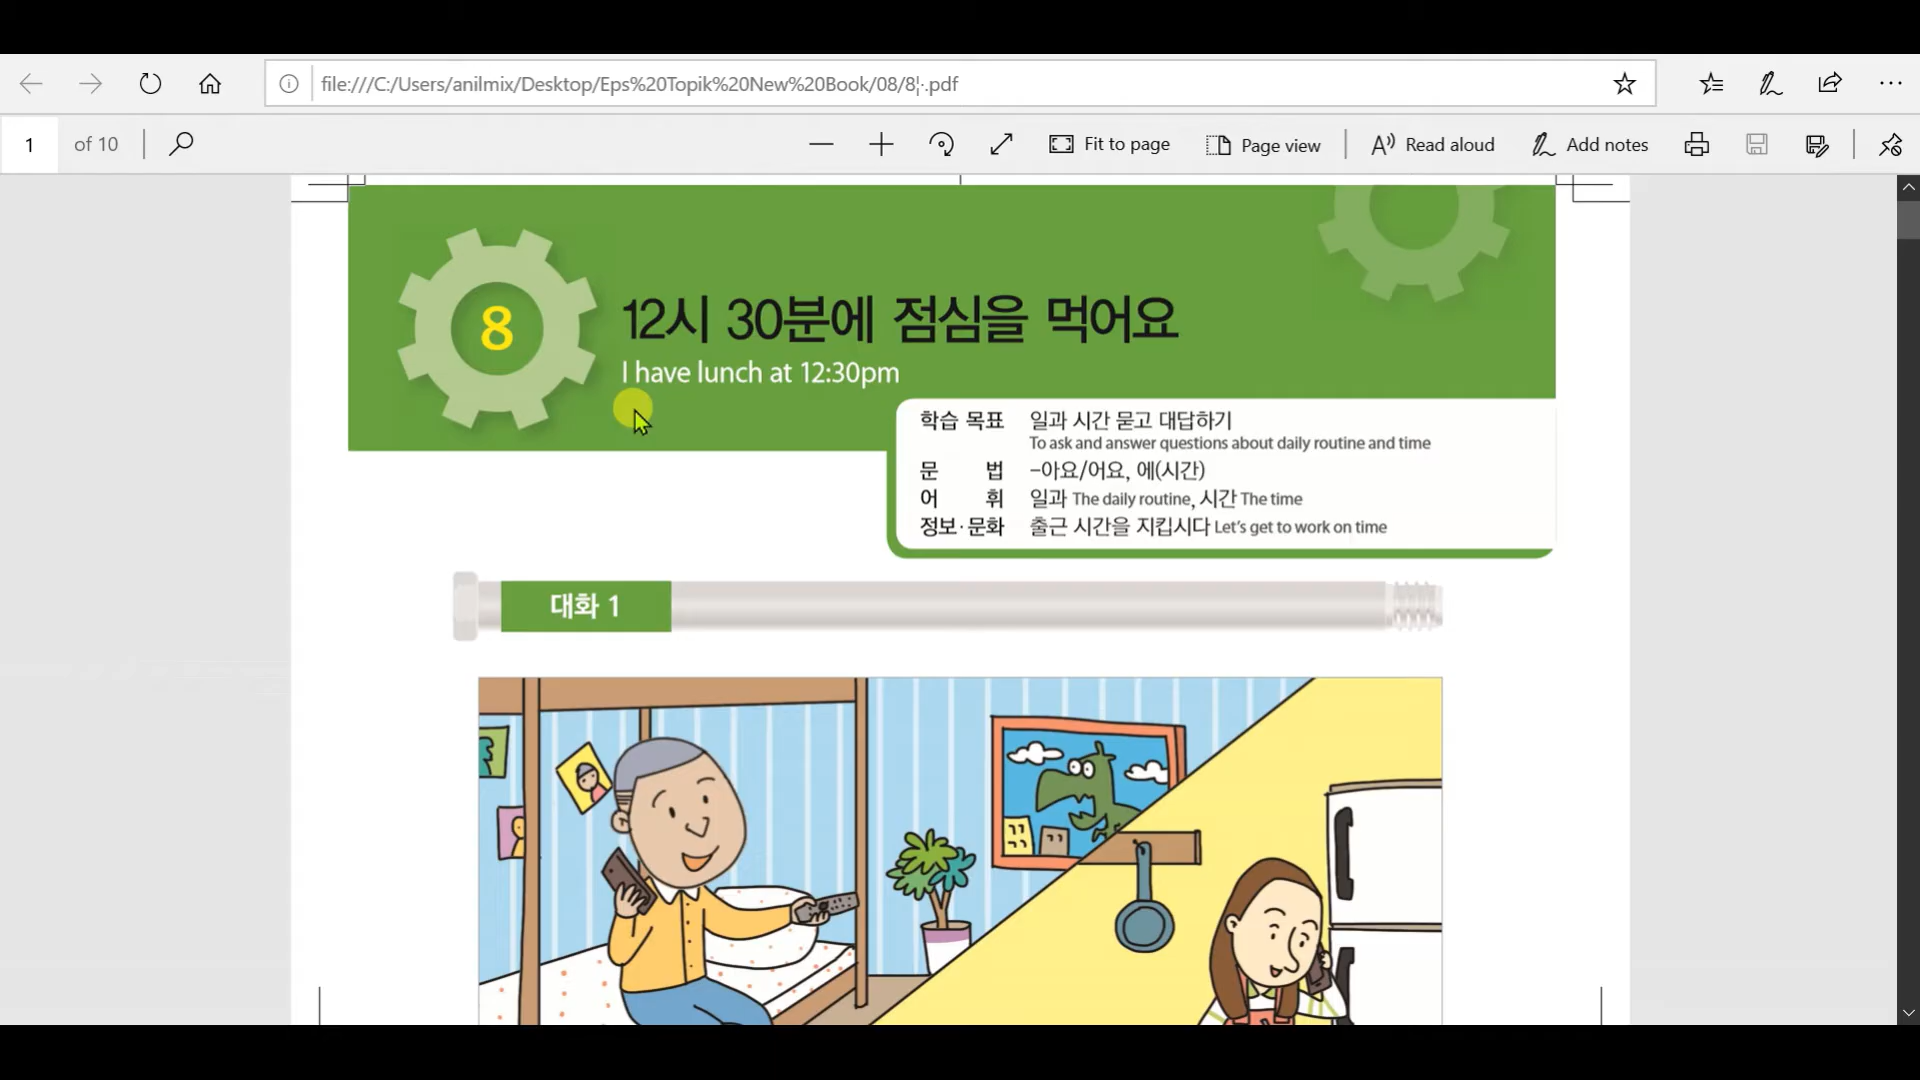 file:///C:/Users/anilmix/Desktop/Eps%20Topik%20New%20Book/08/8¦·.pdf
1 of 10
Fit to page
Page view
Read aloud
Add notes
8
12시 30분에 점심을 먹어요
I have lunch at 12:30pm
학습 목표 일과 시간 묻고 대답하기
To ask and answer questions about daily routine and time
문 법 –아요/어요, 에(시간)
어 휘 일과 The daily routine, 시간 The time
정보·문화 출근 시간을 지킵시다 Let's get to work on time
대화 1